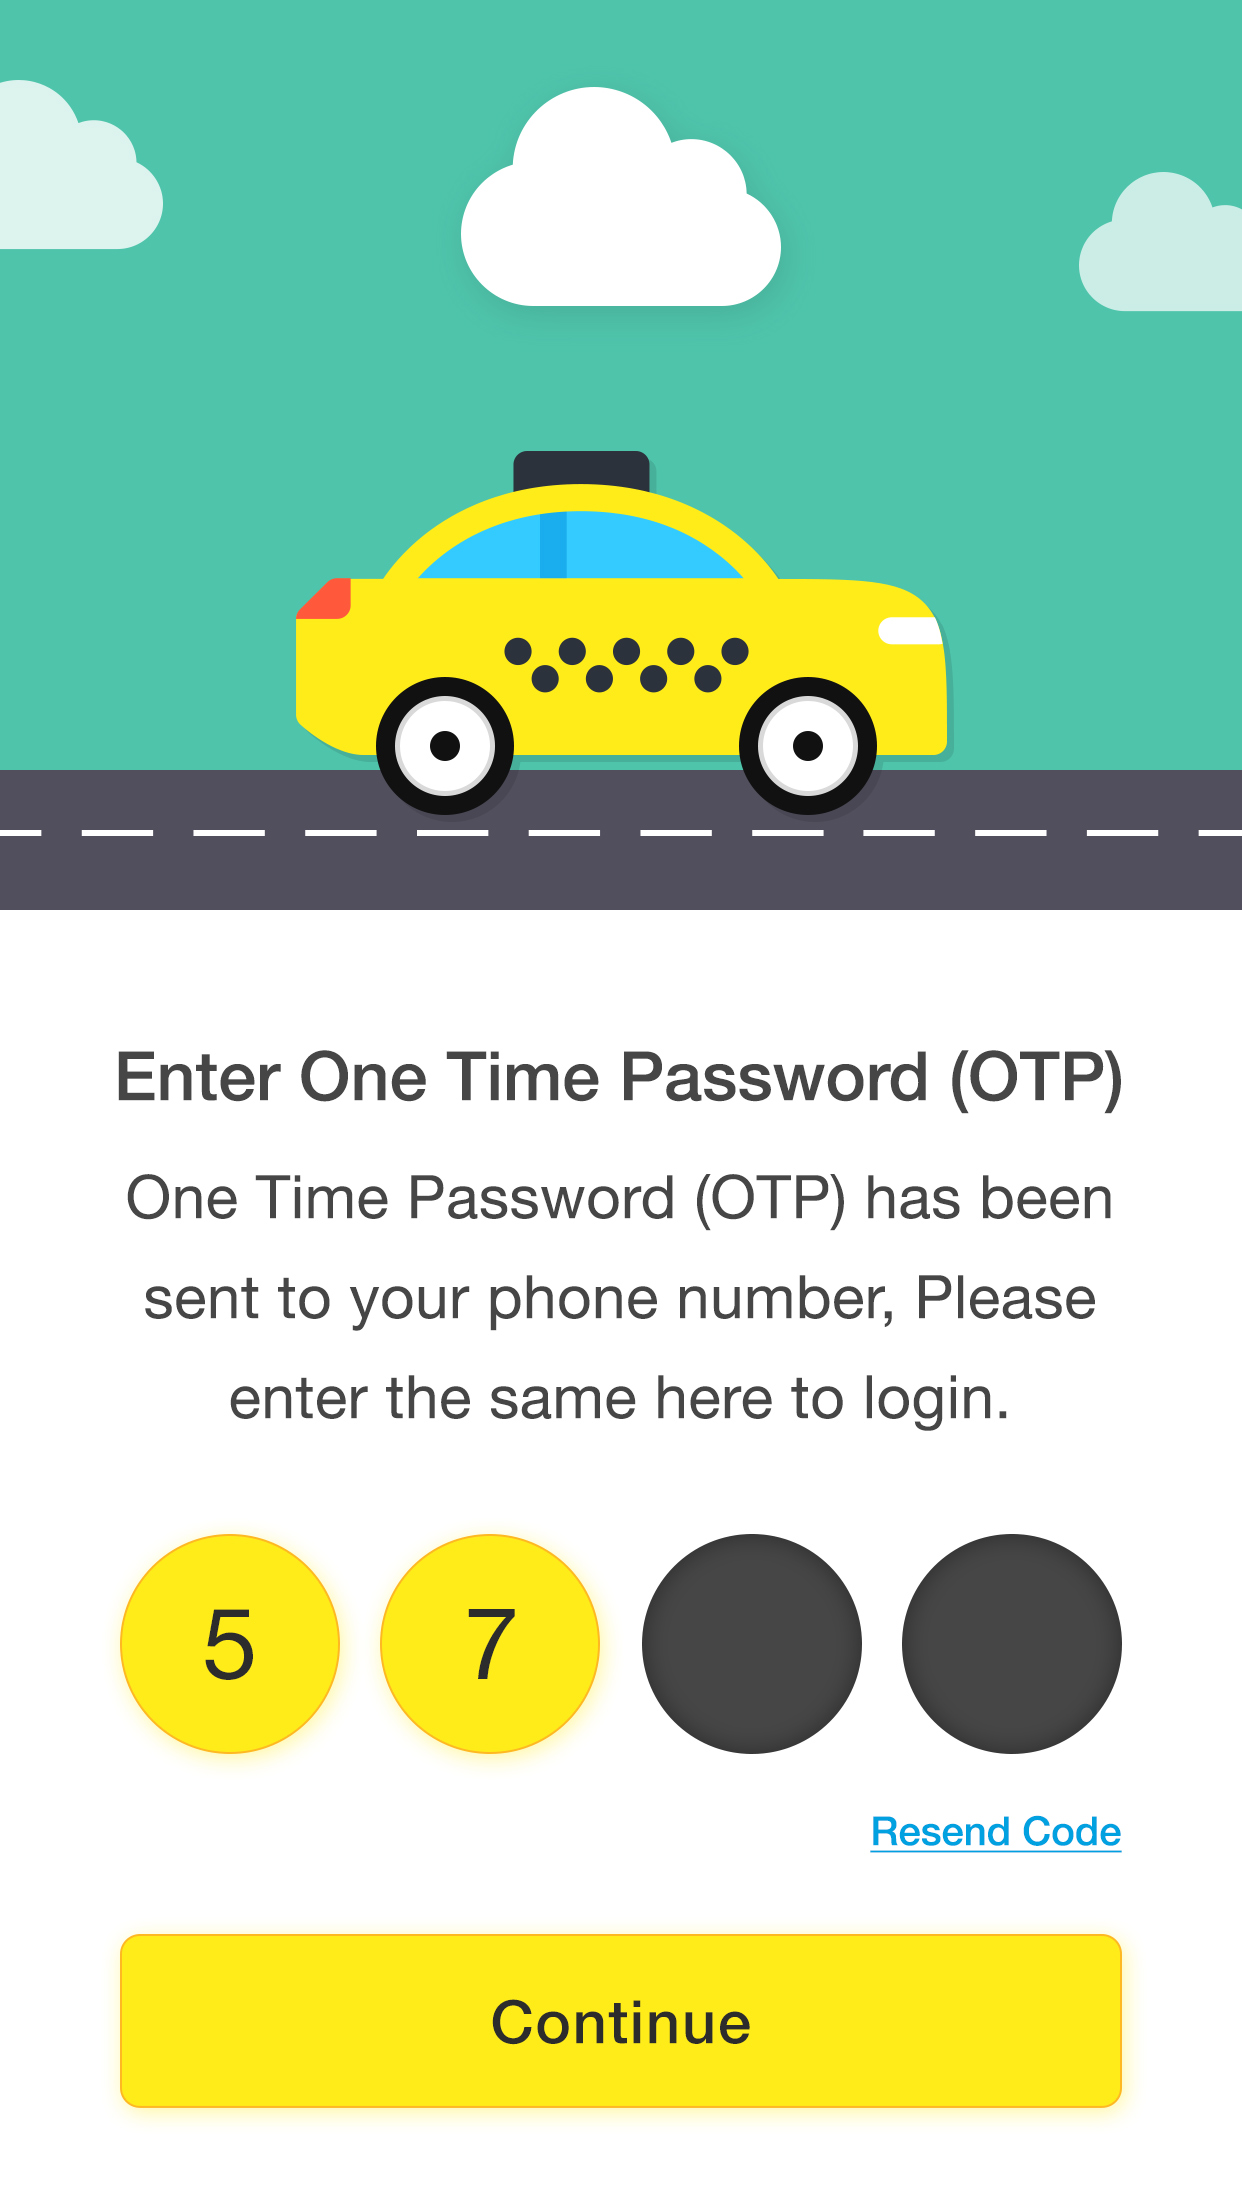 Enter One Time Password (OTP)
One Time Password (OTP) has been
sent to your phone number, Please
enter the same here to login.
5 7
Resend Code
Continue